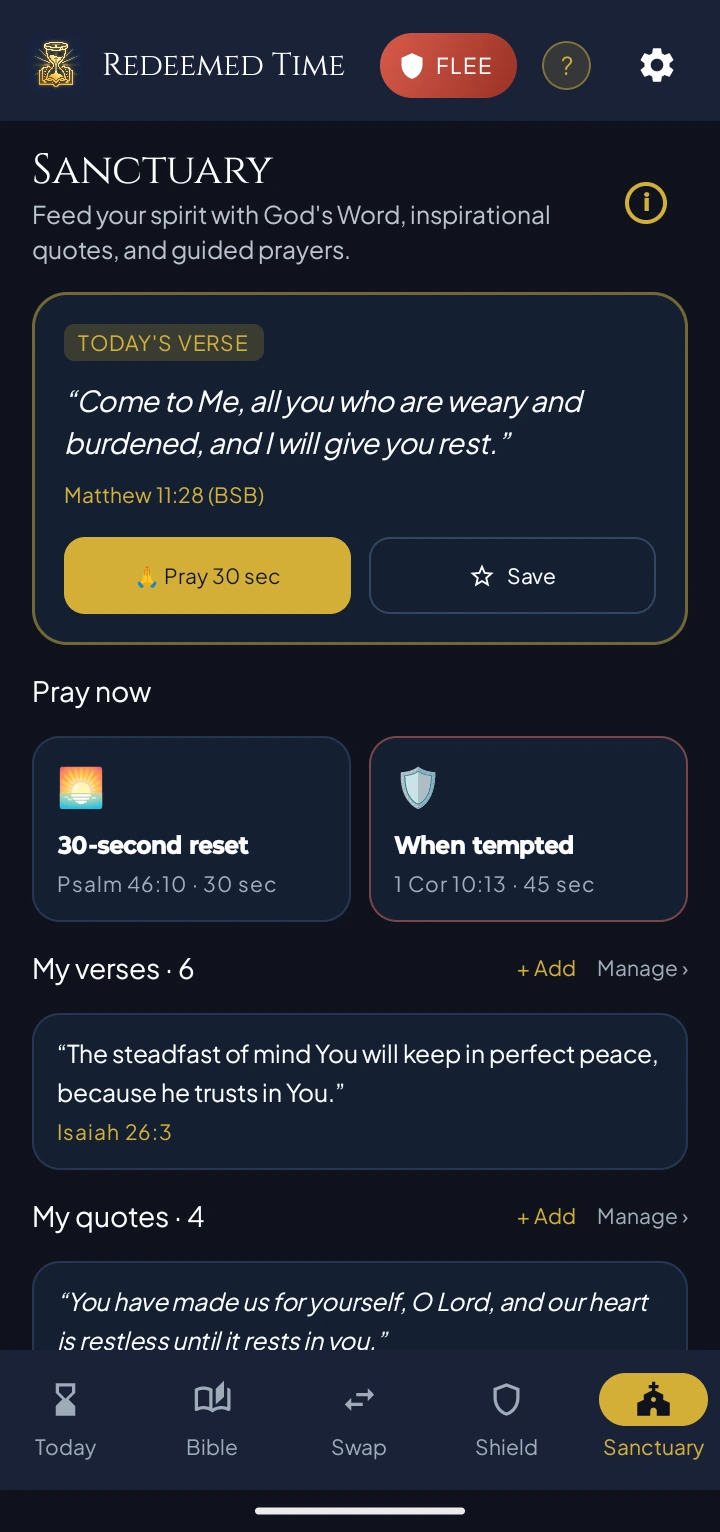 REDEEMED TIME
FLEE
?
SANCTUARY
Feed your spirit with God's Word, inspirational
quotes, and guided prayers.
i
TODAY'S VERSE
“Come to Me, all you who are weary and
burdened, and I will give you rest.”
Matthew 11:28 (BSB)
🙏 Pray 30 sec
Save
Pray now
30-second reset
Psalm 46:10 · 30 sec
When tempted
1 Cor 10:13 · 45 sec
My verses · 6
+ Add
Manage ›
“The steadfast of mind You will keep in perfect peace,
because he trusts in You.”
Isaiah 26:3
My quotes · 4
+ Add
Manage ›
“You have made us for yourself, O Lord, and our heart
is restless until it rests in you.”
Today
Bible
Swap
Shield
Sanctuary